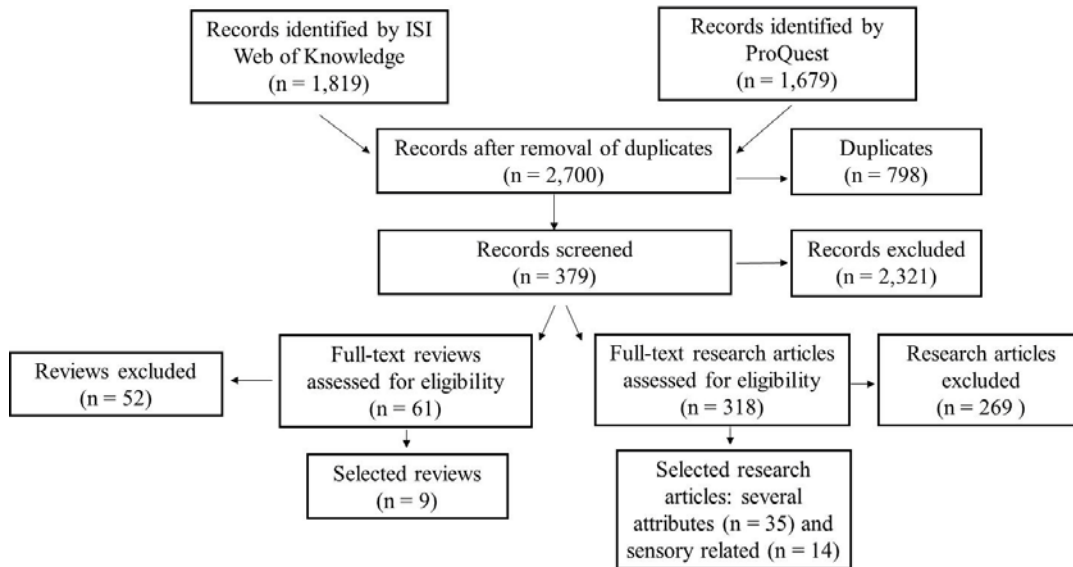 Records identified by ISI
Web of Knowledge
(n = 1,819)
Records identified by
ProQuest
(n = 1,679)
Records after removal of duplicates
(n = 2,700)
Duplicates
(n = 798)
Records screened
(n = 379)
Records excluded
(n = 2,321)
Reviews excluded
(n = 52)
Full-text reviews
assessed for eligibility
(n = 61)
Full-text research articles
assessed for eligibility
(n = 318)
Research articles
excluded
(n = 269 )
Selected reviews
(n = 9)
Selected research
articles: several
attributes (n = 35) and
sensory related (n = 14)